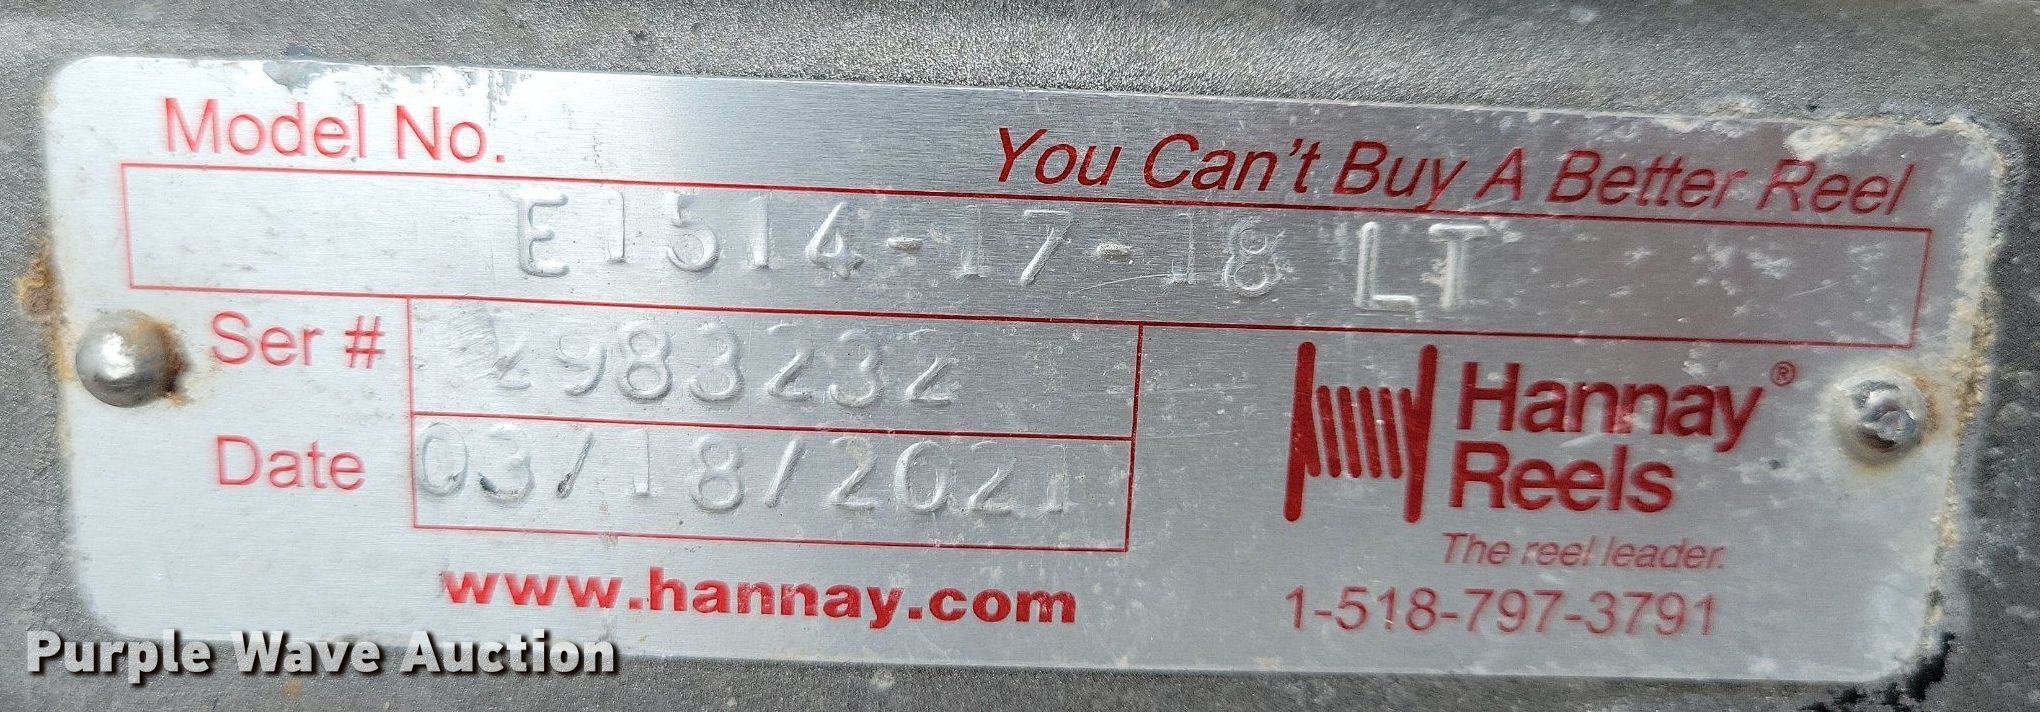 Model No.
You Can't Buy A Better Reel
E1514-17-18 LT
Ser # 2983232
Date 03/18/2021
Hannay®
Reels
The reel leader.
www.hannay.com
1-518-797-3791
Purple Wave Auction